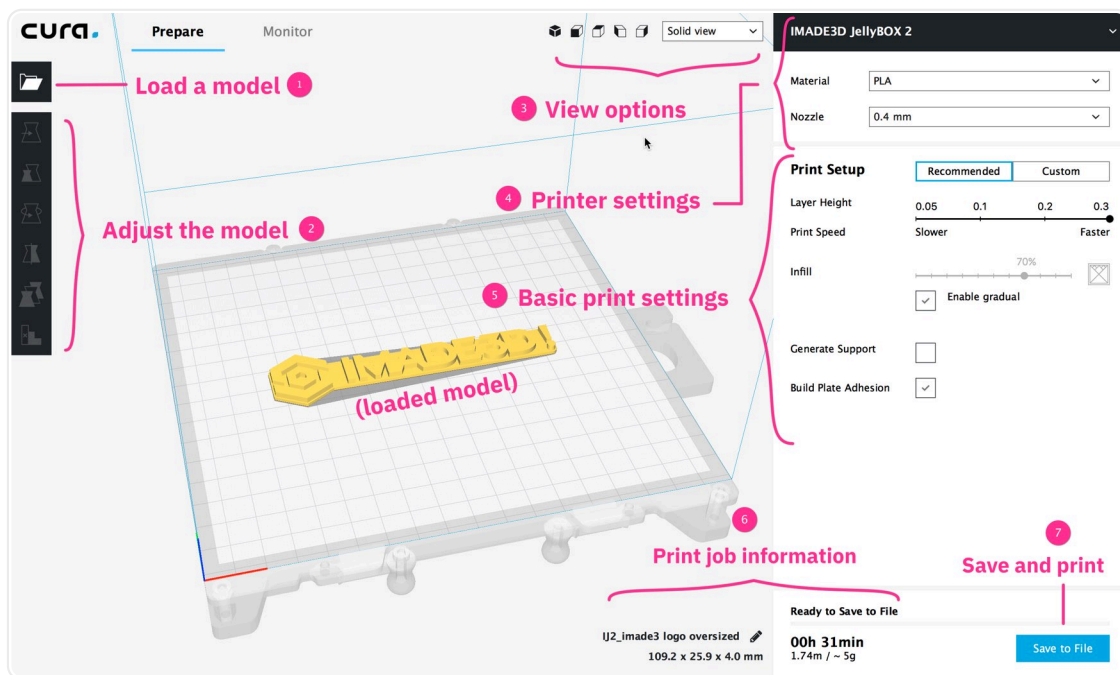 cura.
Prepare
Monitor
Solid view
Load a model 1
3 View options
4 Printer settings
Adjust the model 2
5 Basic print settings
IMADE3D!
(loaded model)
6
Print job information
IJ2_imade3 logo oversized
109.2 x 25.9 x 4.0 mm
IMADE3D JellyBOX 2
Material
PLA
Nozzle
0.4 mm
Print Setup
Recommended
Custom
Layer Height
0.05 0.1 0.2 0.3
Print Speed
Slower
Faster
Infill
70%
Enable gradual
Generate Support
Build Plate Adhesion
7
Save and print
Ready to Save to File
00h 31min
1.74m / ~ 5g
Save to File